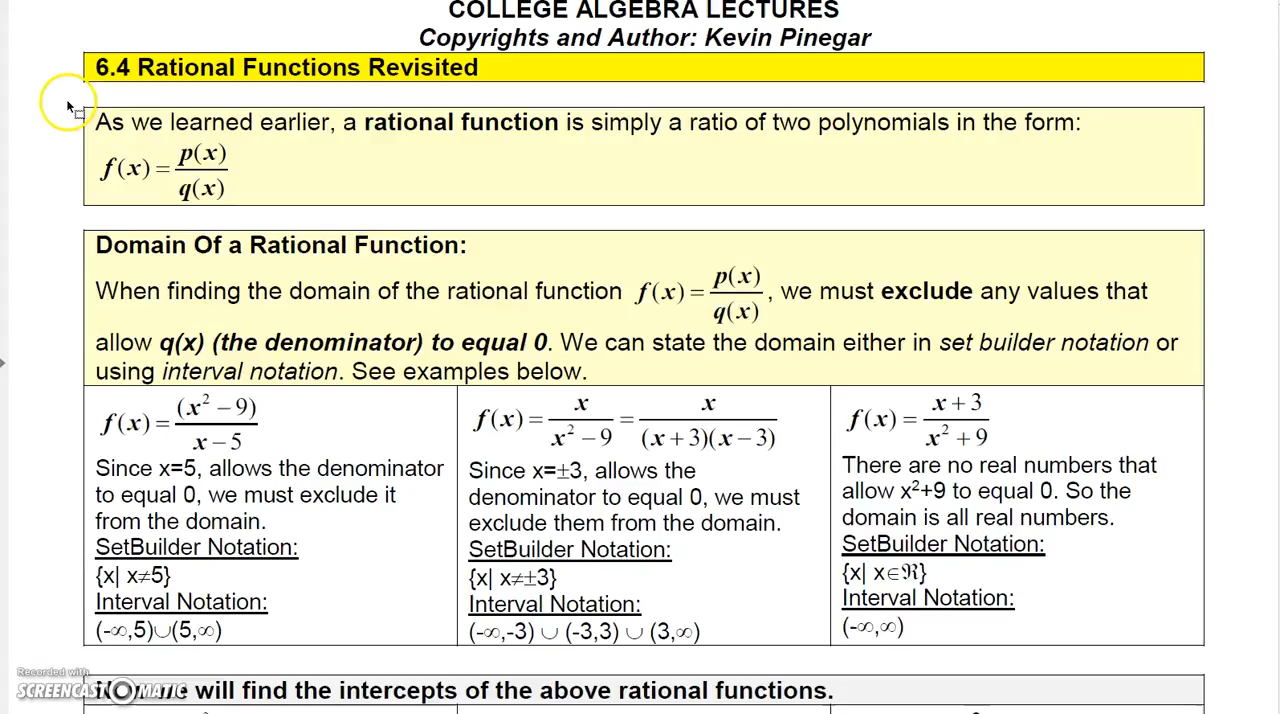 COLLEGE ALGEBRA LECTURES
Copyrights and Author: Kevin Pinegar
6.4 Rational Functions Revisited
As we learned earlier, a rational function is simply a ratio of two polynomials in the form:
f(x) = p(x)/q(x)
Domain Of a Rational Function:
When finding the domain of the rational function f(x) = p(x)/q(x), we must exclude any values that
allow q(x) (the denominator) to equal 0. We can state the domain either in set builder notation or
using interval notation. See examples below.
f(x) = (x² − 9)/x − 5
Since x=5, allows the denominator
to equal 0, we must exclude it
from the domain.
SetBuilder Notation:
{x| x≠5}
Interval Notation:
(-∞,5)∪(5,∞)
f(x) = x/x² − 9 = x/(x + 3)(x − 3)
Since x=±3, allows the
denominator to equal 0, we must
exclude them from the domain.
SetBuilder Notation:
{x| x≠±3}
Interval Notation:
(-∞,-3) ∪ (-3,3) ∪ (3,∞)
f(x) = x + 3/x² + 9
There are no real numbers that
allow x²+9 to equal 0. So the
domain is all real numbers.
SetBuilder Notation:
{x| x∈ℜ}
Interval Notation:
(-∞,∞)
Recorded with
SCREENCAST-O-MATIC
we will find the intercepts of the above rational functions.